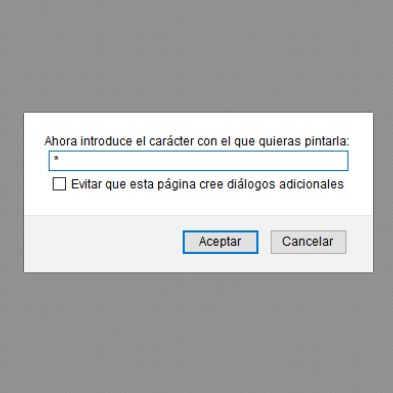 Ahora introduce el carácter con el que quieras pintarla:
*
Evitar que esta página cree diálogos adicionales
Aceptar Cancelar